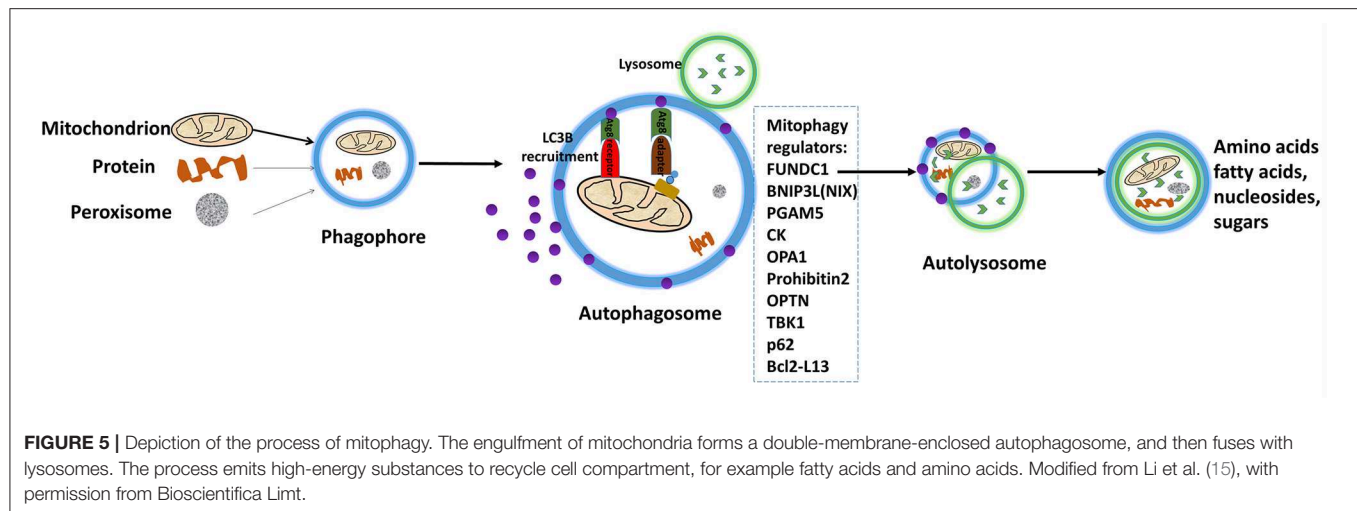 Mitochondrion
Protein
Peroxisome
Phagophore
LC3B
recruitment
Atg8
receptor
Atg8
adapter
Lysosome
Autophagosome
Mitophagy
regulators:
FUNDC1
BNIP3L(NIX)
PGAM5
CK
OPA1
Prohibitin2
OPTN
TBK1
p62
Bcl2-L13
Autolysosome
Amino acids
fatty acids,
nucleosides,
sugars
FIGURE 5 | Depiction of the process of mitophagy. The engulfment of mitochondria forms a double-membrane-enclosed autophagosome, and then fuses with
lysosomes. The process emits high-energy substances to recycle cell compartment, for example fatty acids and amino acids. Modified from Li et al. (15), with
permission from Bioscientifica Limt.